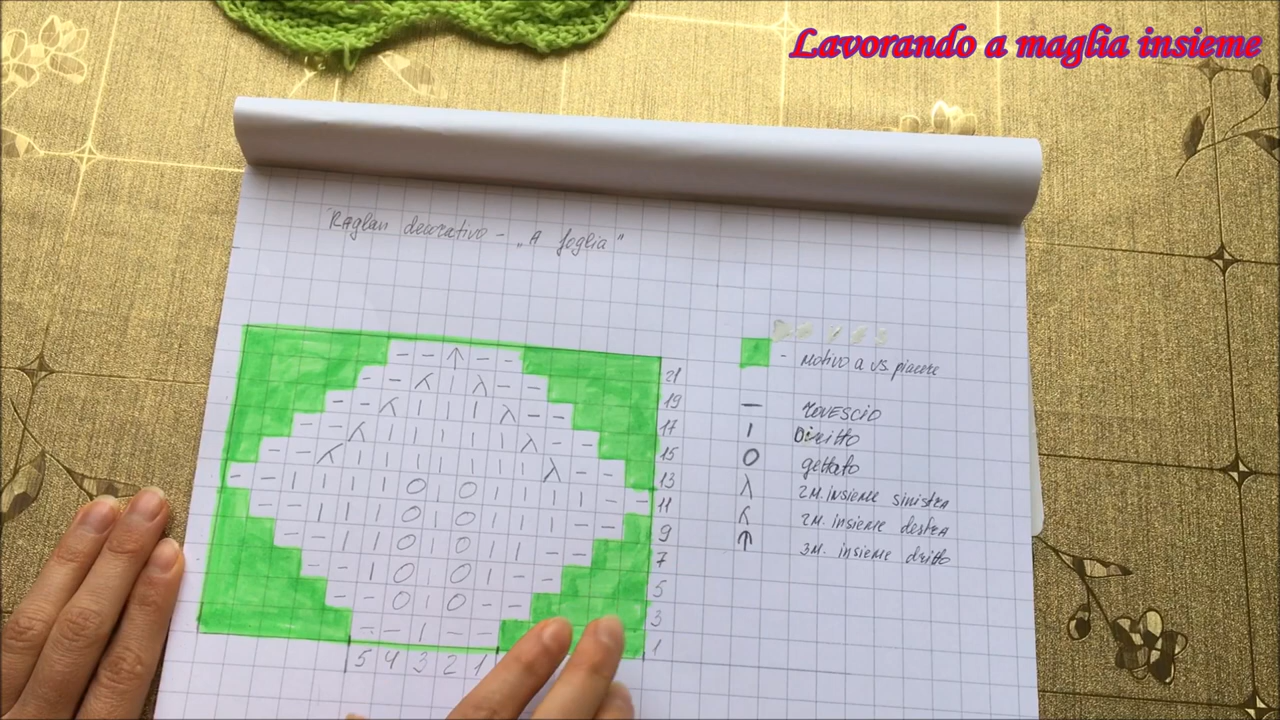 Lavorando a maglia insieme
Raglan decorativo - „A foglia"
- Motivo a vs. piacere
— ROVESCIO
I Diritto
O gettato
λ 2M. insieme sinistra
2M. insieme destra
↑ 3M. insieme dritto
— — ↑ — —
21
19
17
15
13
11
9
7
5
3
1
5 4 3 2 1